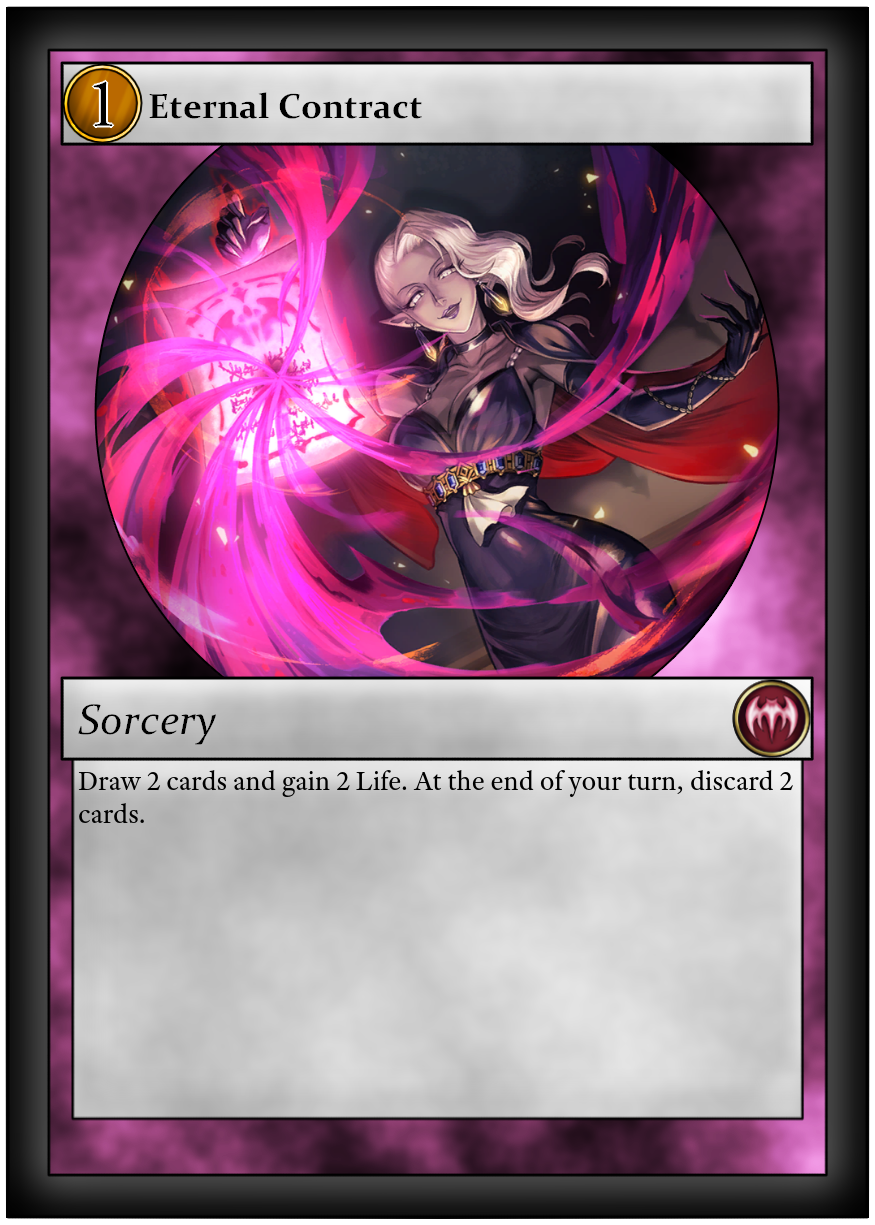 1
Eternal Contract
Sorcery
Draw 2 cards and gain 2 Life. At the end of your turn, discard 2
cards.